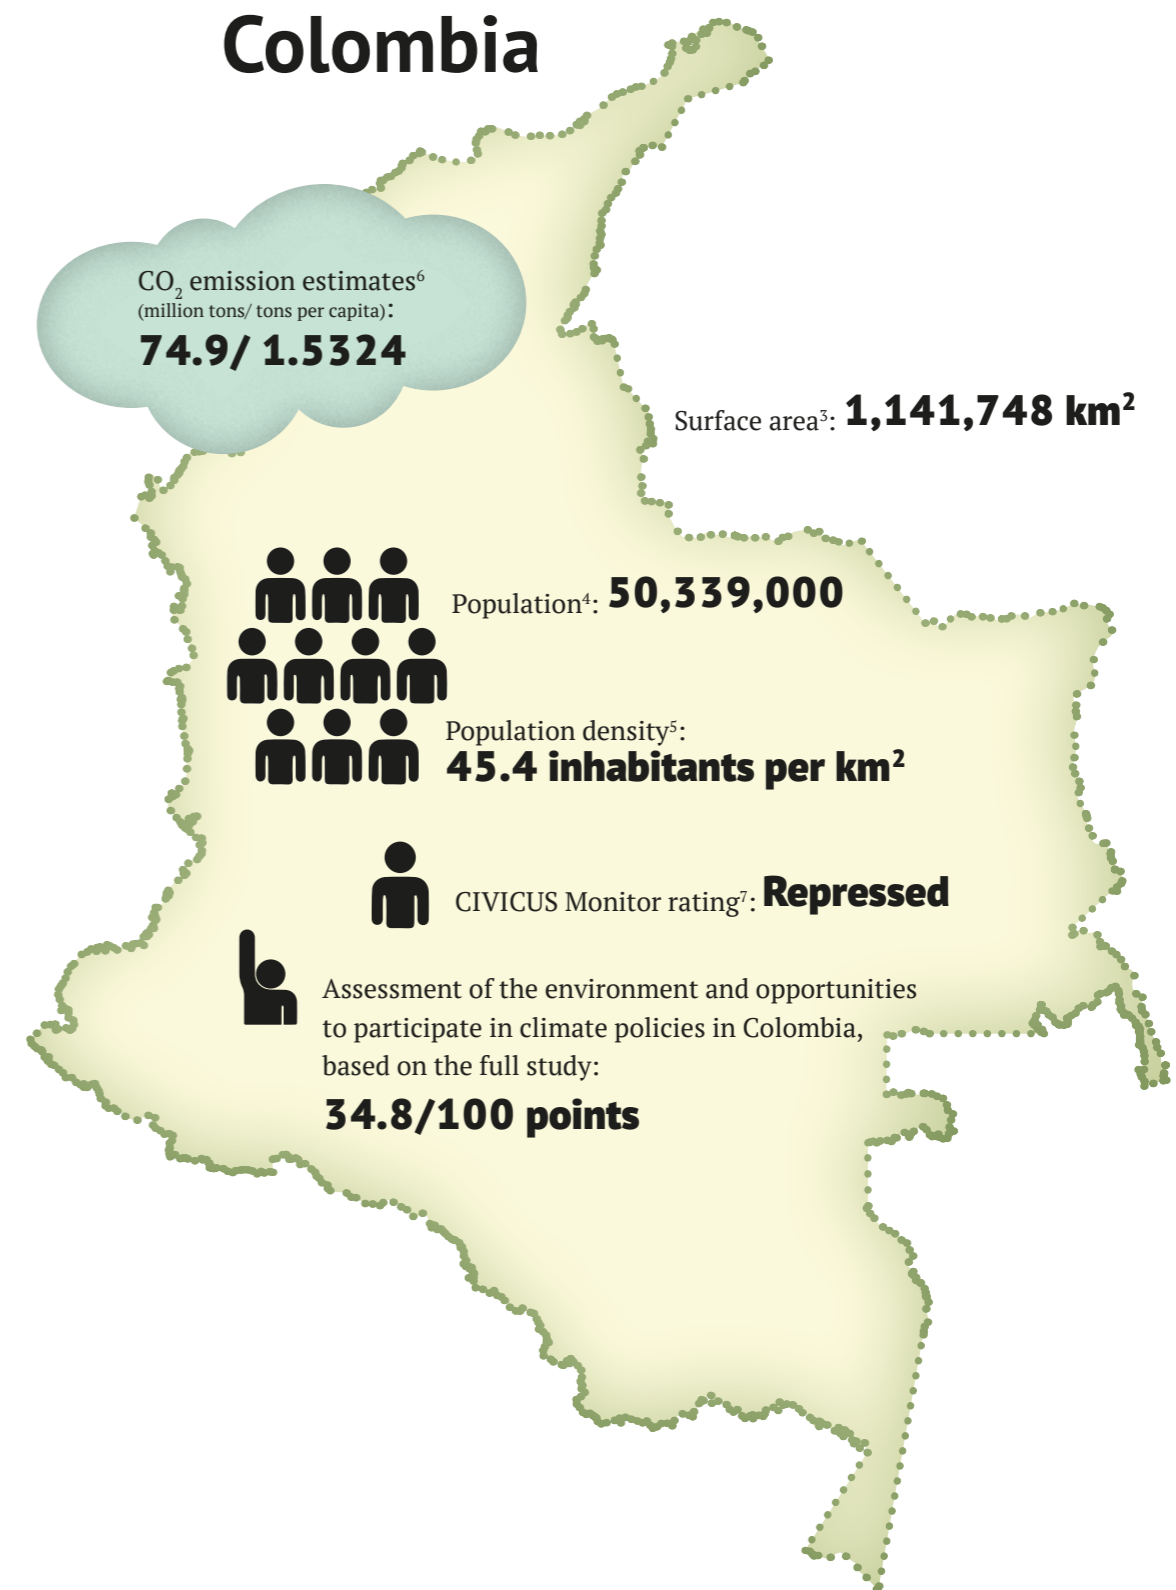 Colombia
CO₂ emission estimates⁶
(million tons/ tons per capita):
74.9/ 1.5324
Surface area³: 1,141,748 km²
Population⁴: 50,339,000
Population density⁵:
45.4 inhabitants per km²
CIVICUS Monitor rating⁷: Repressed
Assessment of the environment and opportunities
to participate in climate policies in Colombia,
based on the full study:
34.8/100 points